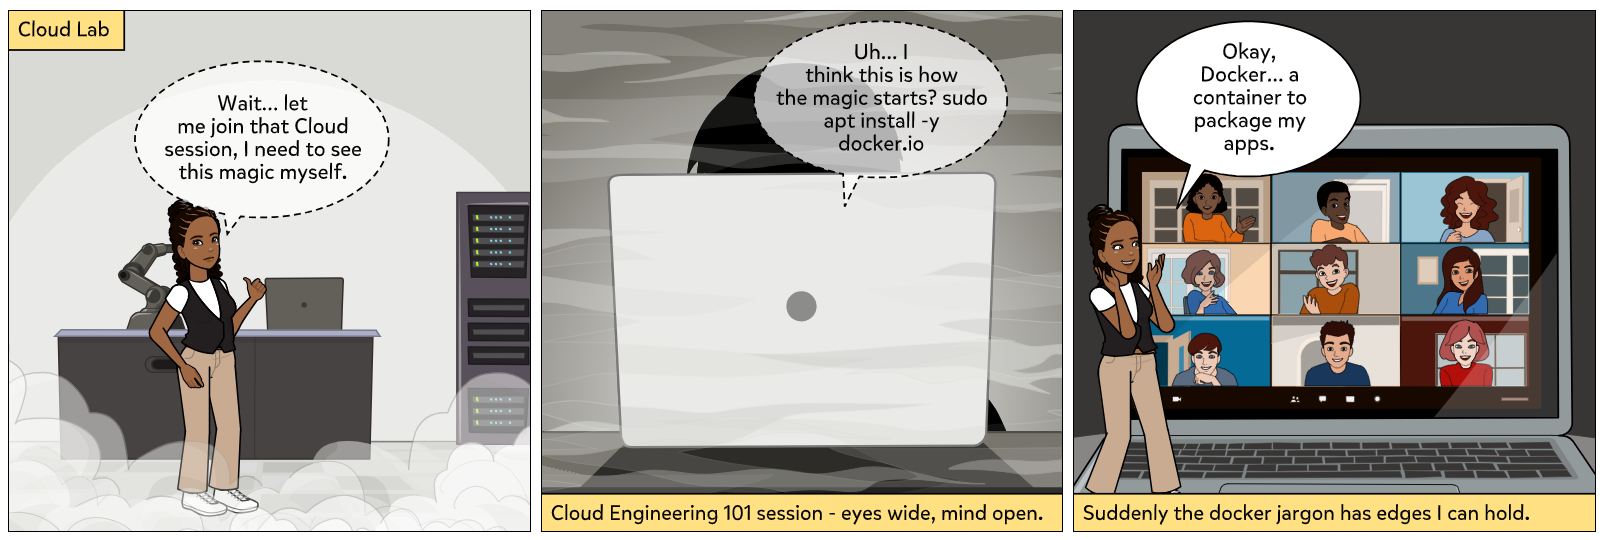 Cloud Lab
Wait... let
me join that Cloud
session, I need to see
this magic myself.
Uh... I
think this is how
the magic starts? sudo
apt install -y
docker.io
Cloud Engineering 101 session - eyes wide, mind open.
Okay,
Docker... a
container to
package my
apps.
Suddenly the docker jargon has edges I can hold.